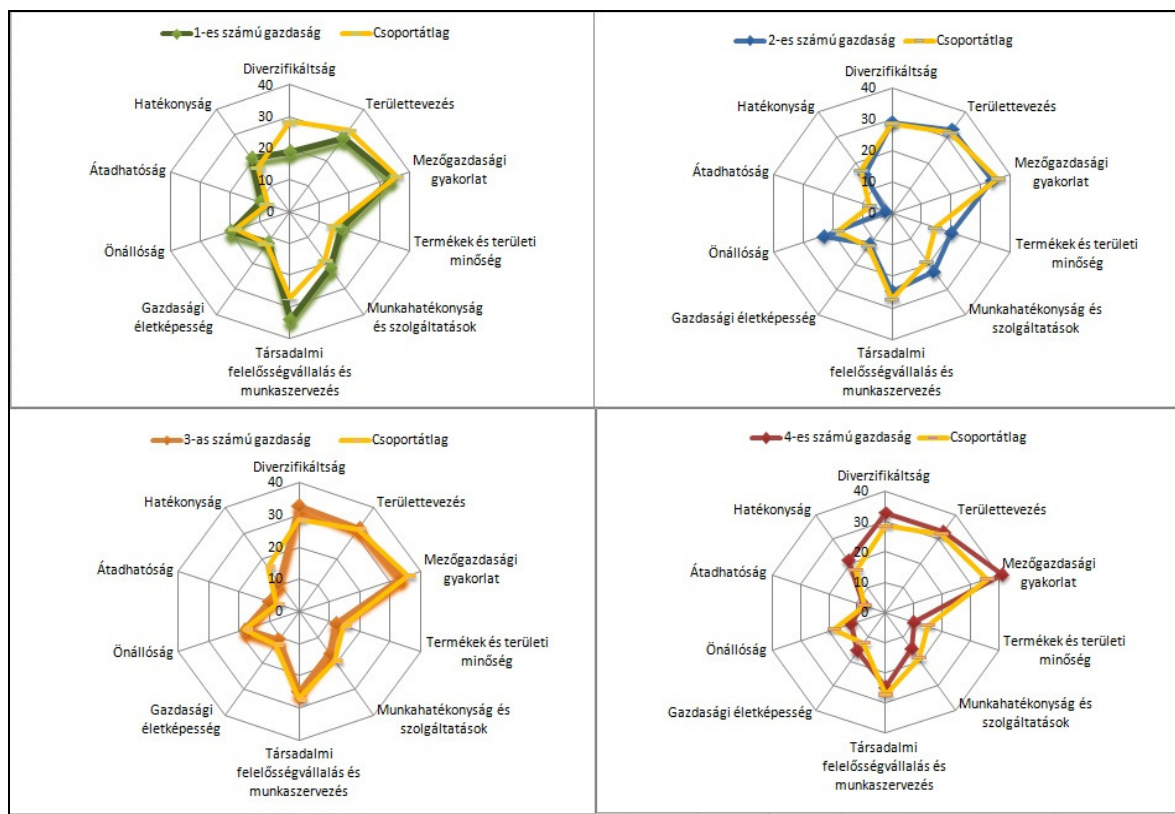 1-es számú gazdaság
Csoportátlag
Diverzifikáltság
Területtevezés
Mezőgazdasági
gyakorlat
Termékek és területi
minőség
Munkahatékonyság
és szolgáltatások
Társadalmi
felelősségvállalás és
munkaszervezés
Gazdasági
életképesség
Önállóság
Átadhatóság
Hatékonyság
40
30
20
10
0
2-es számú gazdaság
Csoportátlag
Diverzifikáltság
Területtevezés
Mezőgazdasági
gyakorlat
Termékek és területi
minőség
Munkahatékonyság és
szolgáltatások
Társadalmi
felelősségvállalás és
munkaszervezés
Gazdasági életképesség
Önállóság
Átadhatóság
Hatékonyság
40
30
20
10
0
3-as számú gazdaság
Csoportátlag
Diverzifikáltság
Területtevezés
Mezőgazdasági
gyakorlat
Termékek és területi
minőség
Munkahatékonyság és
szolgáltatások
Társadalmi
felelősségvállalás és
munkaszervezés
Gazdasági
életképesség
Önállóság
Átadhatóság
Hatékonyság
40
30
20
10
0
4-es számú gazdaság
Csoportátlag
Diverzifikáltság
Területtevezés
Mezőgazdasági
gyakorlat
Termékek és területi
minőség
Munkahatékonyság és
szolgáltatások
Társadalmi
felelősségvállalás és
munkaszervezés
Gazdasági életképesség
Önállóság
Átadhatóság
Hatékonyság
40
30
20
10
0